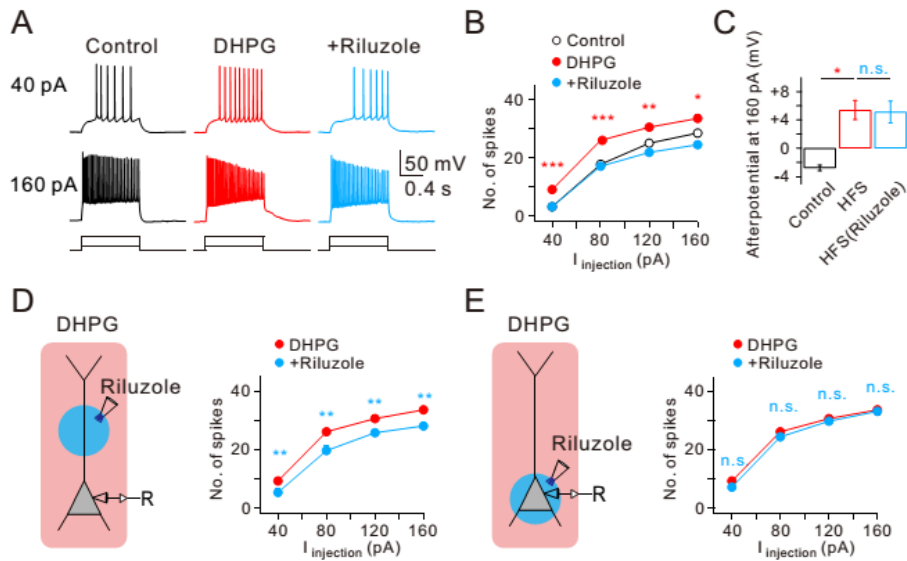 A
Control
DHPG
+Riluzole
40 pA
160 pA
50 mV
0.4 s
B
Control
DHPG
+Riluzole
No. of spikes
40
20
0
***
***
**
*
40 80 120 160
I injection (pA)
C
Afterpotential at 160 pA (mV)
* n.s.
+8
+4
0
−4
Control
HFS
HFS(Riluzole)
D
DHPG
Riluzole
R
DHPG
+Riluzole
No. of spikes
40
20
0
** ** ** **
40 80 120 160
I injection (pA)
E
DHPG
Riluzole
R
DHPG
+Riluzole
No. of spikes
40
20
0
n.s
n.s.
n.s.
n.s.
40 80 120 160
I injection (pA)